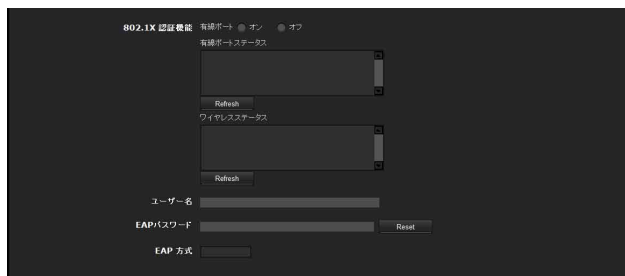 802.1X 認証機能 有線ポート オン オフ
有線ポートステータス
Refresh
ワイヤレスステータス
Refresh
ユーザー名
EAPパスワード Reset
EAP 方式